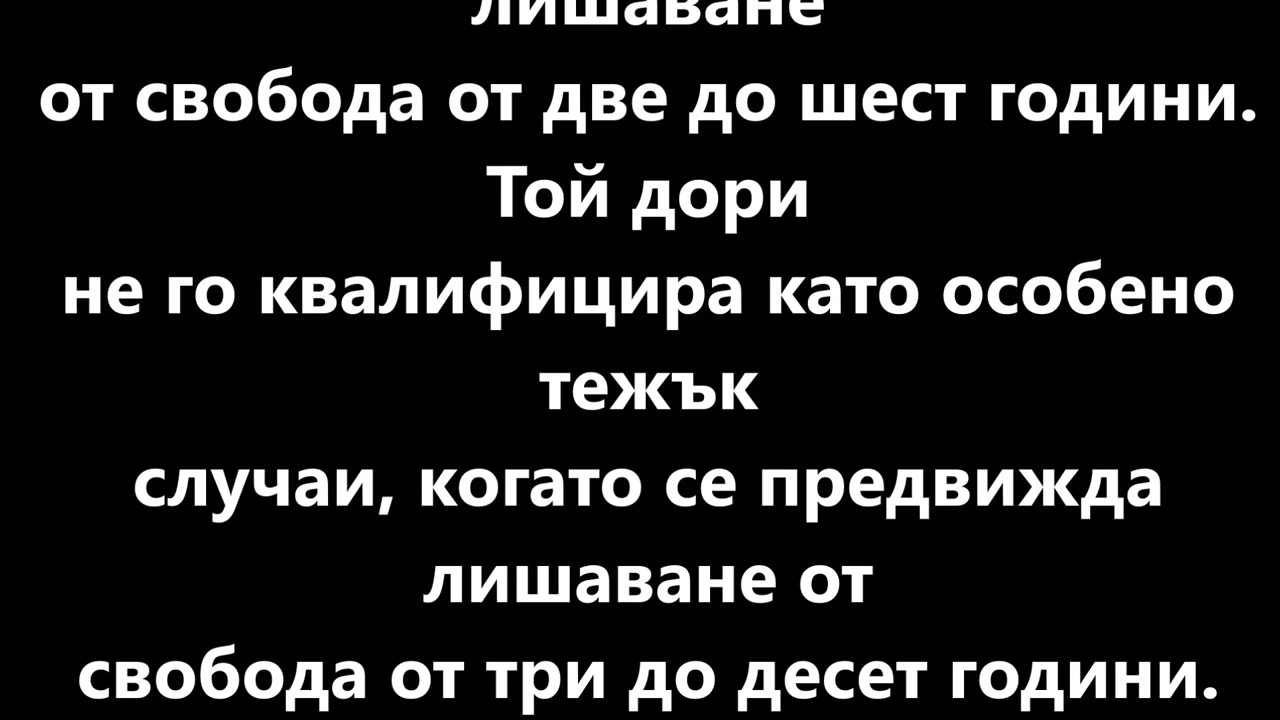 лишаване
от свобода от две до шест години.
Той дори
не го квалифицира като особено
тежък
случаи, когато се предвижда
лишаване от
свобода от три до десет години.